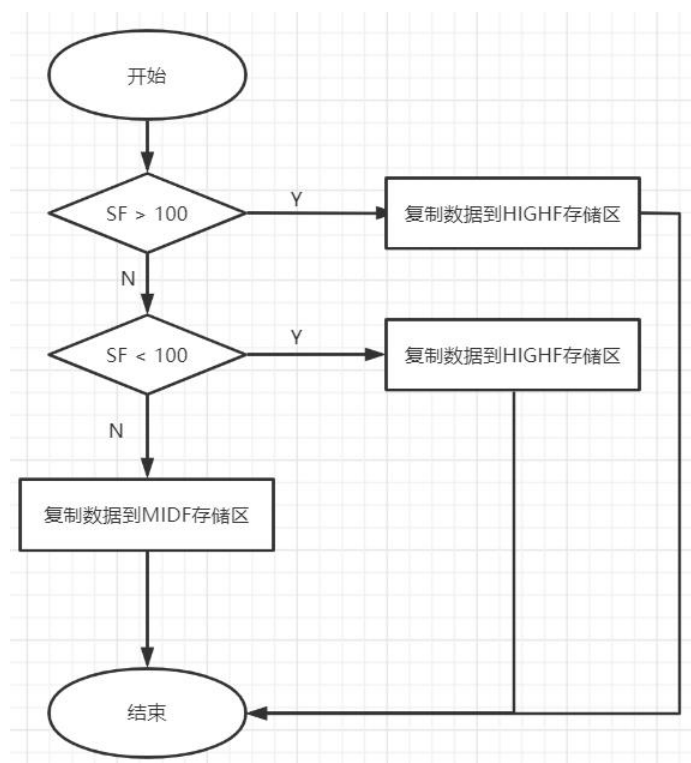 开始
SF > 100
Y
复制数据到HIGHF存储区
N
SF < 100
Y
复制数据到HIGHF存储区
N
复制数据到MIDF存储区
结束